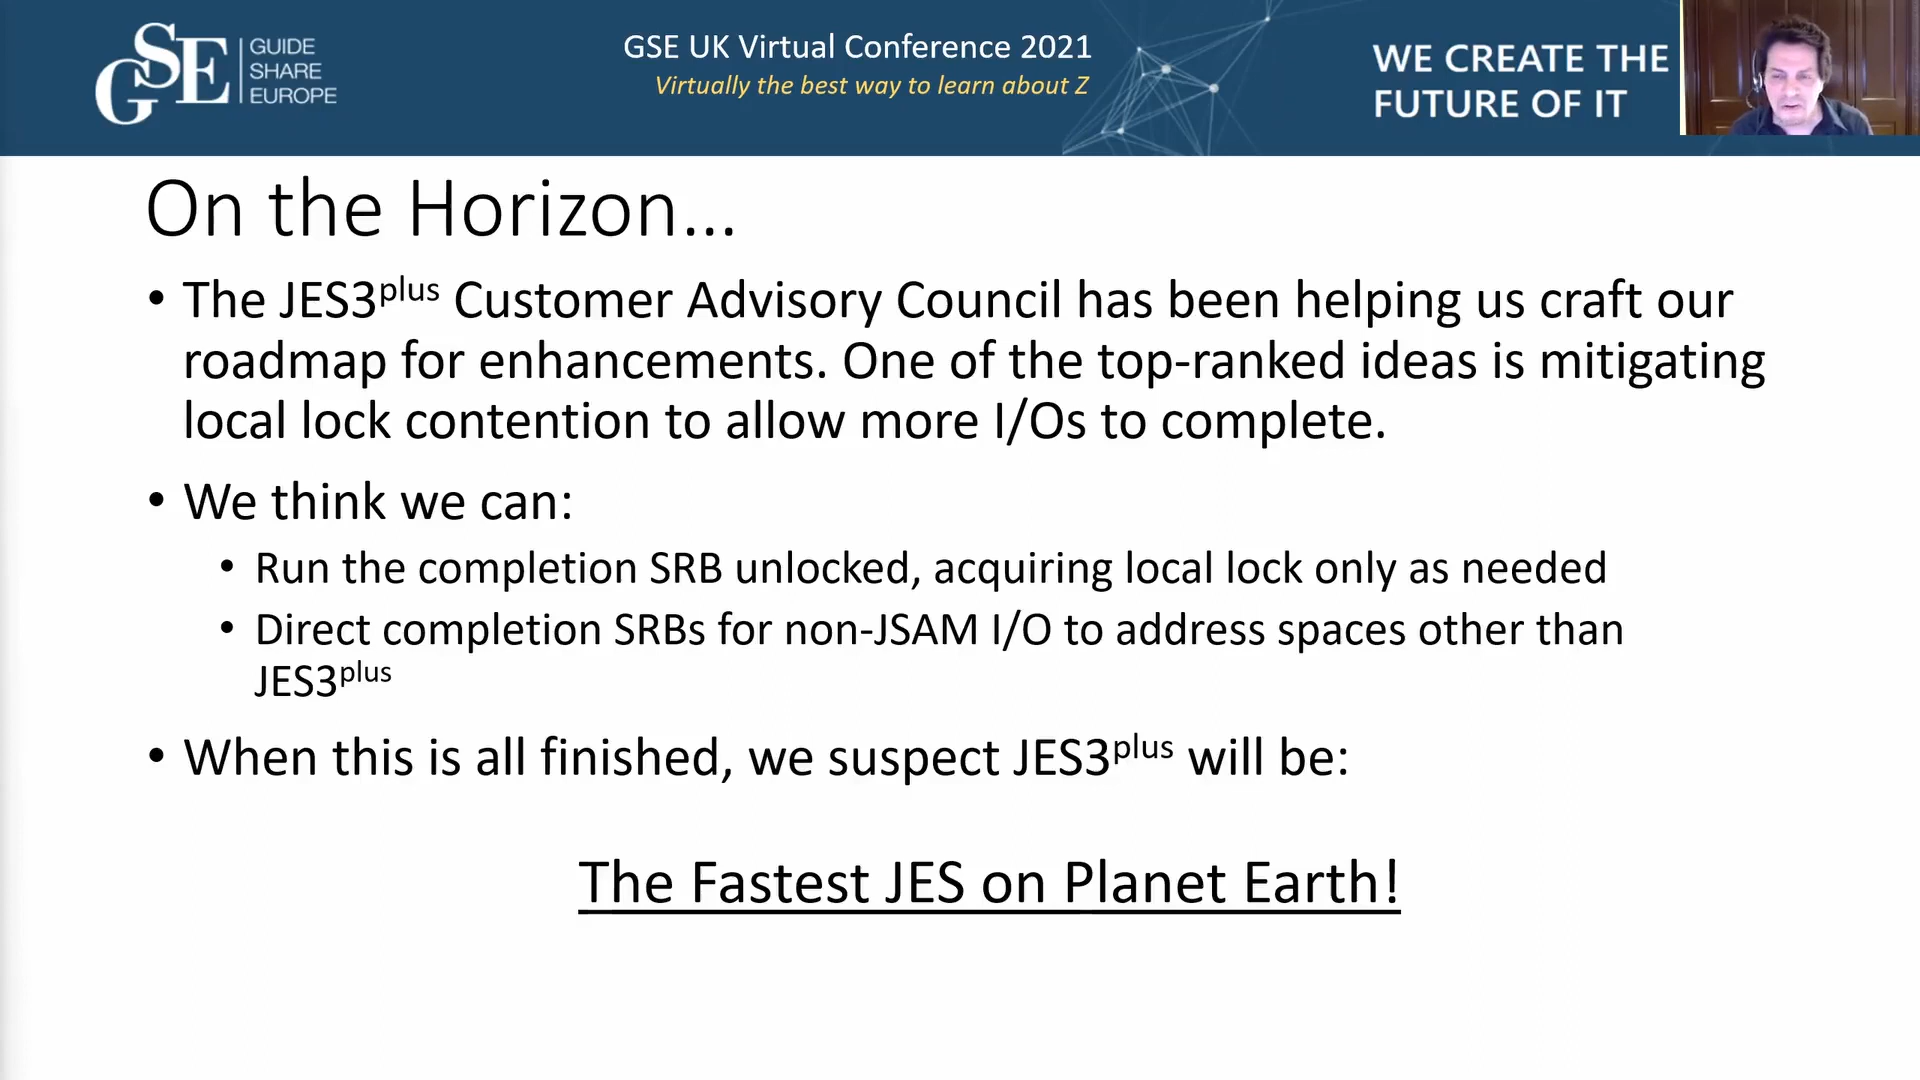 GSE GUIDE
SHARE
EUROPE
GSE UK Virtual Conference 2021
Virtually the best way to learn about Z
WE CREATE THE
FUTURE OF IT
On the Horizon...
• The JES3plus Customer Advisory Council has been helping us craft our
roadmap for enhancements. One of the top-ranked ideas is mitigating
local lock contention to allow more I/Os to complete.
• We think we can:
• Run the completion SRB unlocked, acquiring local lock only as needed
• Direct completion SRBs for non-JSAM I/O to address spaces other than
JES3plus
• When this is all finished, we suspect JES3plus will be:
The Fastest JES on Planet Earth!